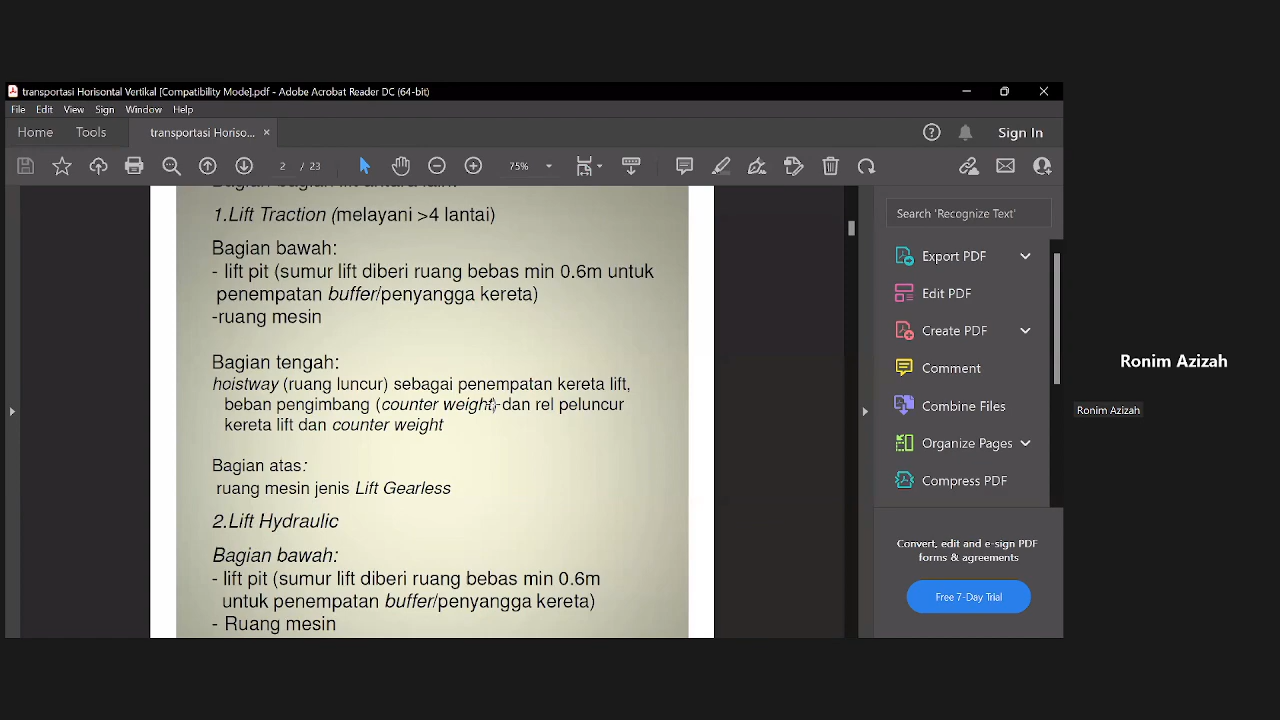 transportasi Horisontal Vertikal [Compatibility Mode].pdf - Adobe Acrobat Reader DC (64-bit)
File Edit View Sign Window Help
Home Tools transportasi Horiso... × Sign In
2 / 23 75%
Bagian bagian lift antara lain:
1.Lift Traction (melayani >4 lantai)
Bagian bawah:
- lift pit (sumur lift diberi ruang bebas min 0.6m untuk
penempatan buffer/penyangga kereta)
-ruang mesin
Bagian tengah:
hoistway (ruang luncur) sebagai penempatan kereta lift,
beban pengimbang (counter weight) dan rel peluncur
kereta lift dan counter weight
Bagian atas:
ruang mesin jenis Lift Gearless
2.Lift Hydraulic
Bagian bawah:
- lift pit (sumur lift diberi ruang bebas min 0.6m
untuk penempatan buffer/penyangga kereta)
- Ruang mesin
Search 'Recognize Text'
Export PDF
Edit PDF
Create PDF
Comment
Combine Files
Organize Pages
Compress PDF
Convert, edit and e-sign PDF
forms & agreements
Free 7-Day Trial
Ronim Azizah
Ronim Azizah